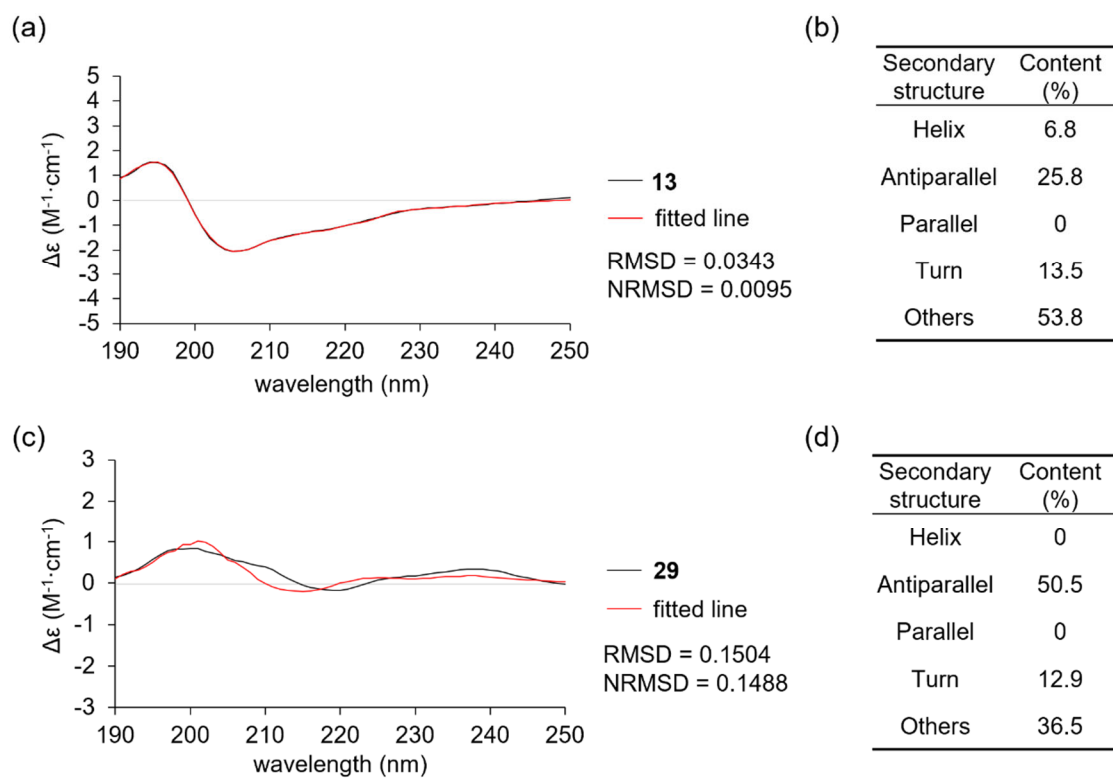 (a)
5
4
3
2
1
0
-1
-2
-3
-4
-5
Δε (M⁻¹·cm⁻¹)
190 200 210 220 230 240 250
wavelength (nm)
13
fitted line
RMSD = 0.0343
NRMSD = 0.0095
(b)
Secondary structure Content (%)
Helix 6.8
Antiparallel 25.8
Parallel 0
Turn 13.5
Others 53.8
(c)
3
2
1
0
-1
-2
-3
Δε (M⁻¹·cm⁻¹)
190 200 210 220 230 240 250
wavelength (nm)
29
fitted line
RMSD = 0.1504
NRMSD = 0.1488
(d)
Secondary structure Content (%)
Helix 0
Antiparallel 50.5
Parallel 0
Turn 12.9
Others 36.5